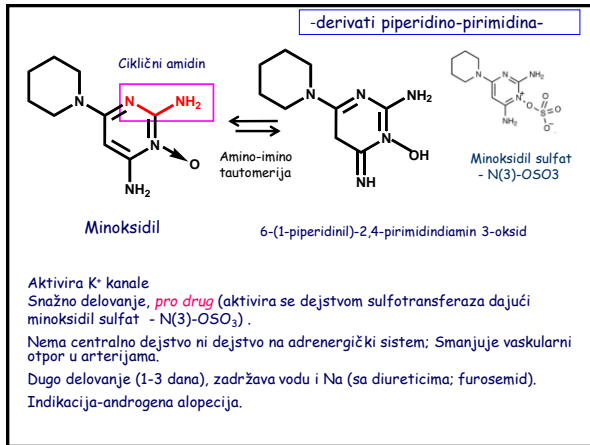 -derivati piperidino-pirimidina-
Ciklični amidin
N
N
N
NH₂
N
O
NH₂
Amino-imino
tautomerija
N
N
NH₂
N
OH
NH
N
N
NH₂
N⁺
O
S
O
O
O⁻
NH₂
Minoksidil sulfat
- N(3)-OSO3
Minoksidil
6-(1-piperidinil)-2,4-pirimidindiamin 3-oksid
Aktivira K⁺ kanale
Snažno delovanje, pro drug (aktivira se dejstvom sulfotransferaza dajući
minoksidil sulfat - N(3)-OSO₃) .
Nema centralno dejstvo ni dejstvo na adrenergički sistem; Smanjuje vaskularni
otpor u arterijama.
Dugo delovanje (1-3 dana), zadržava vodu i Na (sa diureticima; furosemid).
Indikacija-androgena alopecija.